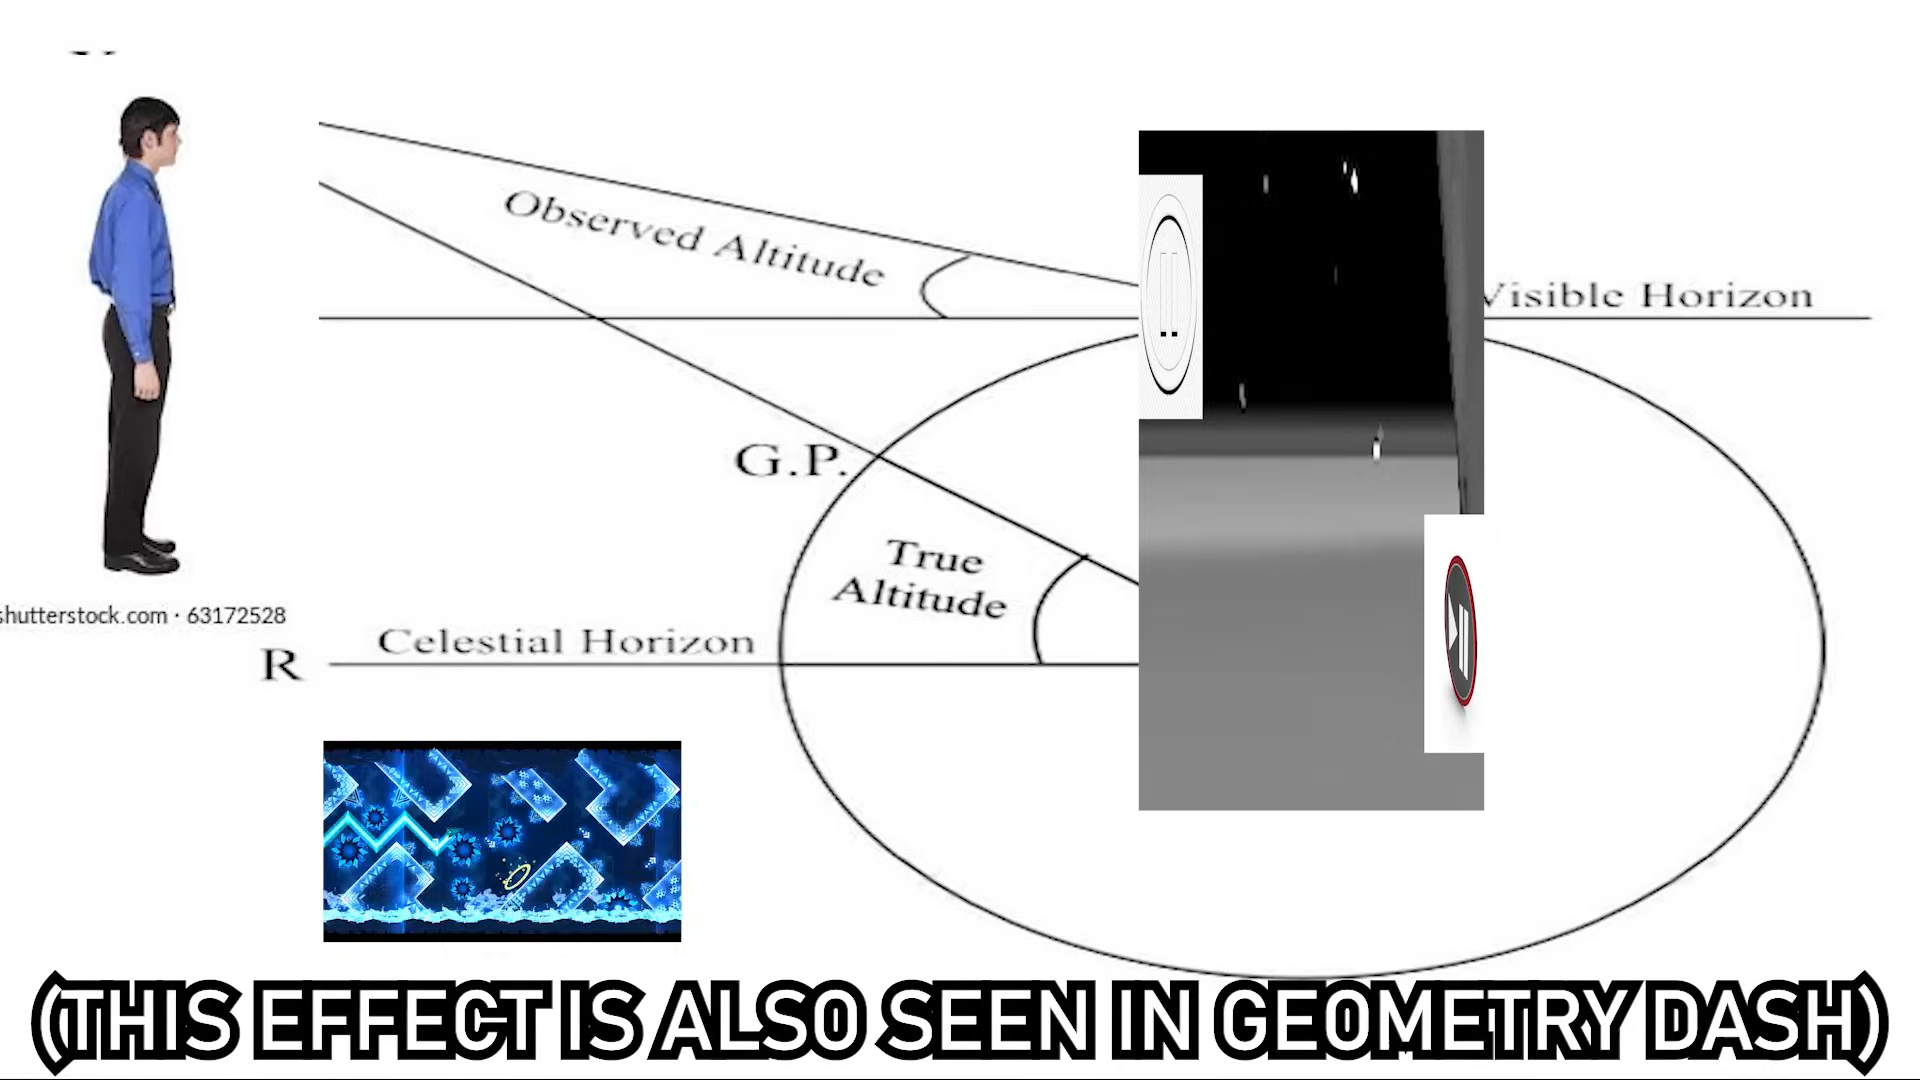 Observed Altitude
Visible Horizon
G.P.
True
Altitude
shutterstock.com · 63172528
Celestial Horizon
R
(THIS EFFECT IS ALSO SEEN IN GEOMETRY DASH)